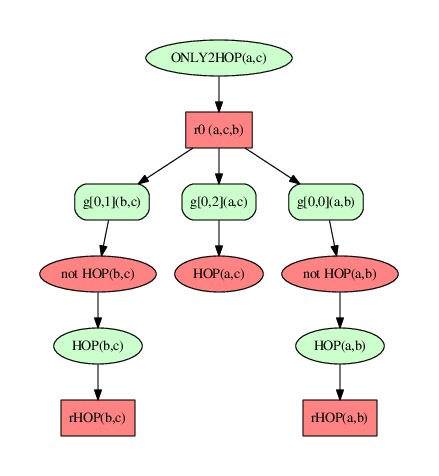 ONLY2HOP(a,c)
r0 (a,c,b)
g[0,1](b,c)
g[0,2](a,c)
g[0,0](a,b)
not HOP(b,c)
HOP(a,c)
not HOP(a,b)
HOP(b,c)
HOP(a,b)
rHOP(b,c)
rHOP(a,b)